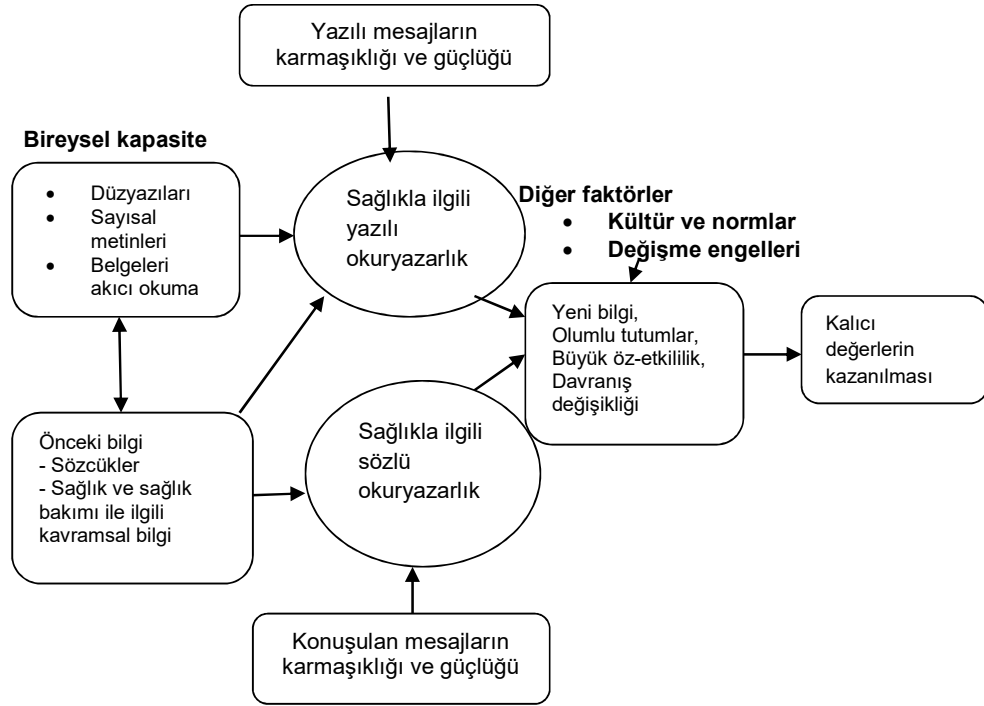 Yazılı mesajların
karmaşıklığı ve güçlüğü
Bireysel kapasite
• Düzyazıları
• Sayısal
metinleri
• Belgeleri
akıcı okuma
Sağlıkla ilgili
yazılı
okuryazarlık
Diğer faktörler
• Kültür ve normlar
• Değişme engelleri
Yeni bilgi,
Olumlu tutumlar,
Büyük öz-etkililik,
Davranış
değişikliği
Kalıcı
değerlerin
kazanılması
Önceki bilgi
- Sözcükler
- Sağlık ve sağlık
bakımı ile ilgili
kavramsal bilgi
Sağlıkla ilgili
sözlü
okuryazarlık
Konuşulan mesajların
karmaşıklığı ve güçlüğü